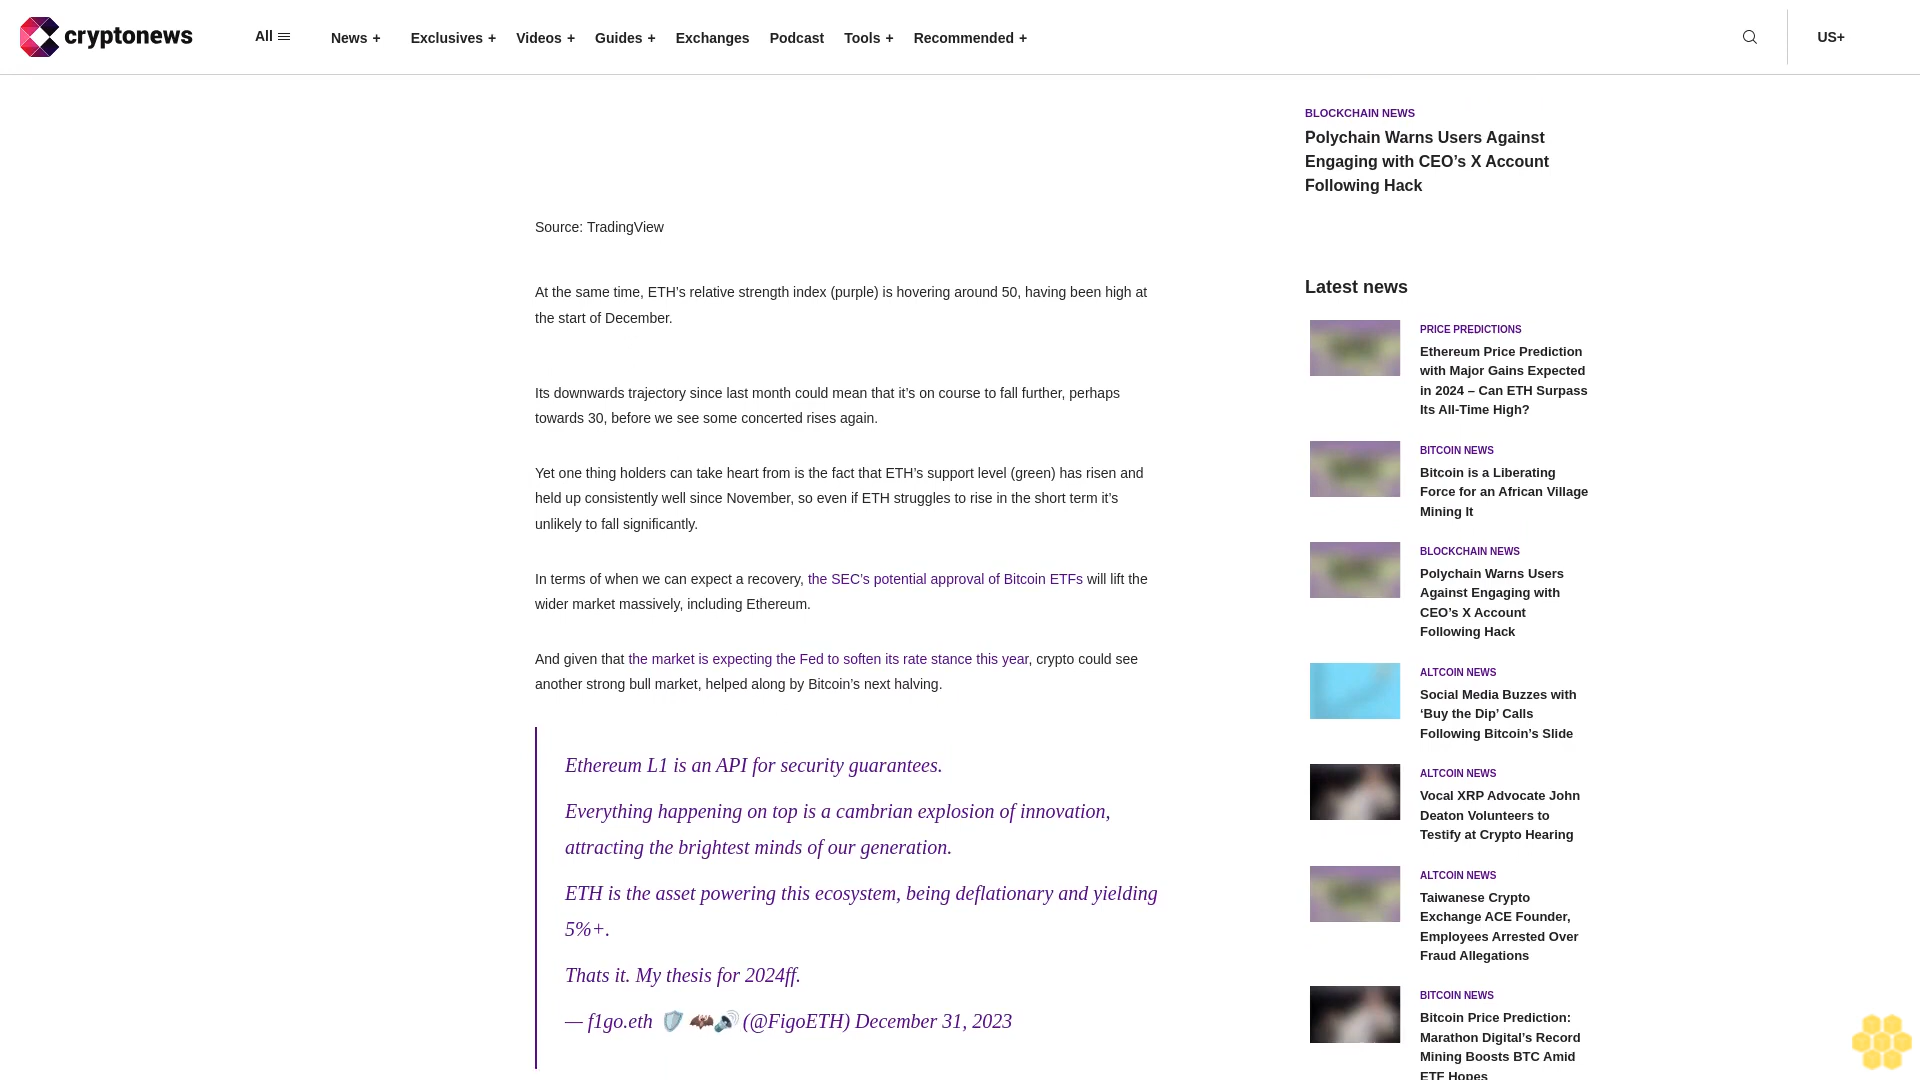 cryptonews
All
News +
Exclusives +
Videos +
Guides +
Exchanges
Podcast
Tools +
Recommended +
US+
Source: TradingView
At the same time, ETH’s relative strength index (purple) is hovering around 50, having been high at
the start of December.
Its downwards trajectory since last month could mean that it’s on course to fall further, perhaps
towards 30, before we see some concerted rises again.
Yet one thing holders can take heart from is the fact that ETH’s support level (green) has risen and
held up consistently well since November, so even if ETH struggles to rise in the short term it’s
unlikely to fall significantly.
In terms of when we can expect a recovery, the SEC’s potential approval of Bitcoin ETFs will lift the
wider market massively, including Ethereum.
And given that the market is expecting the Fed to soften its rate stance this year, crypto could see
another strong bull market, helped along by Bitcoin’s next halving.
Ethereum L1 is an API for security guarantees.
Everything happening on top is a cambrian explosion of innovation,
attracting the brightest minds of our generation.
ETH is the asset powering this ecosystem, being deflationary and yielding
5%+.
Thats it. My thesis for 2024ff.
— f1go.eth 🛡️ 🦇🔊 (@FigoETH) December 31, 2023
BLOCKCHAIN NEWS
Polychain Warns Users Against
Engaging with CEO’s X Account
Following Hack
Latest news
PRICE PREDICTIONS
Ethereum Price Prediction
with Major Gains Expected
in 2024 – Can ETH Surpass
Its All-Time High?
BITCOIN NEWS
Bitcoin is a Liberating
Force for an African Village
Mining It
BLOCKCHAIN NEWS
Polychain Warns Users
Against Engaging with
CEO’s X Account
Following Hack
ALTCOIN NEWS
Social Media Buzzes with
‘Buy the Dip’ Calls
Following Bitcoin’s Slide
ALTCOIN NEWS
Vocal XRP Advocate John
Deaton Volunteers to
Testify at Crypto Hearing
ALTCOIN NEWS
Taiwanese Crypto
Exchange ACE Founder,
Employees Arrested Over
Fraud Allegations
BITCOIN NEWS
Bitcoin Price Prediction:
Marathon Digital’s Record
Mining Boosts BTC Amid
ETF Hopes